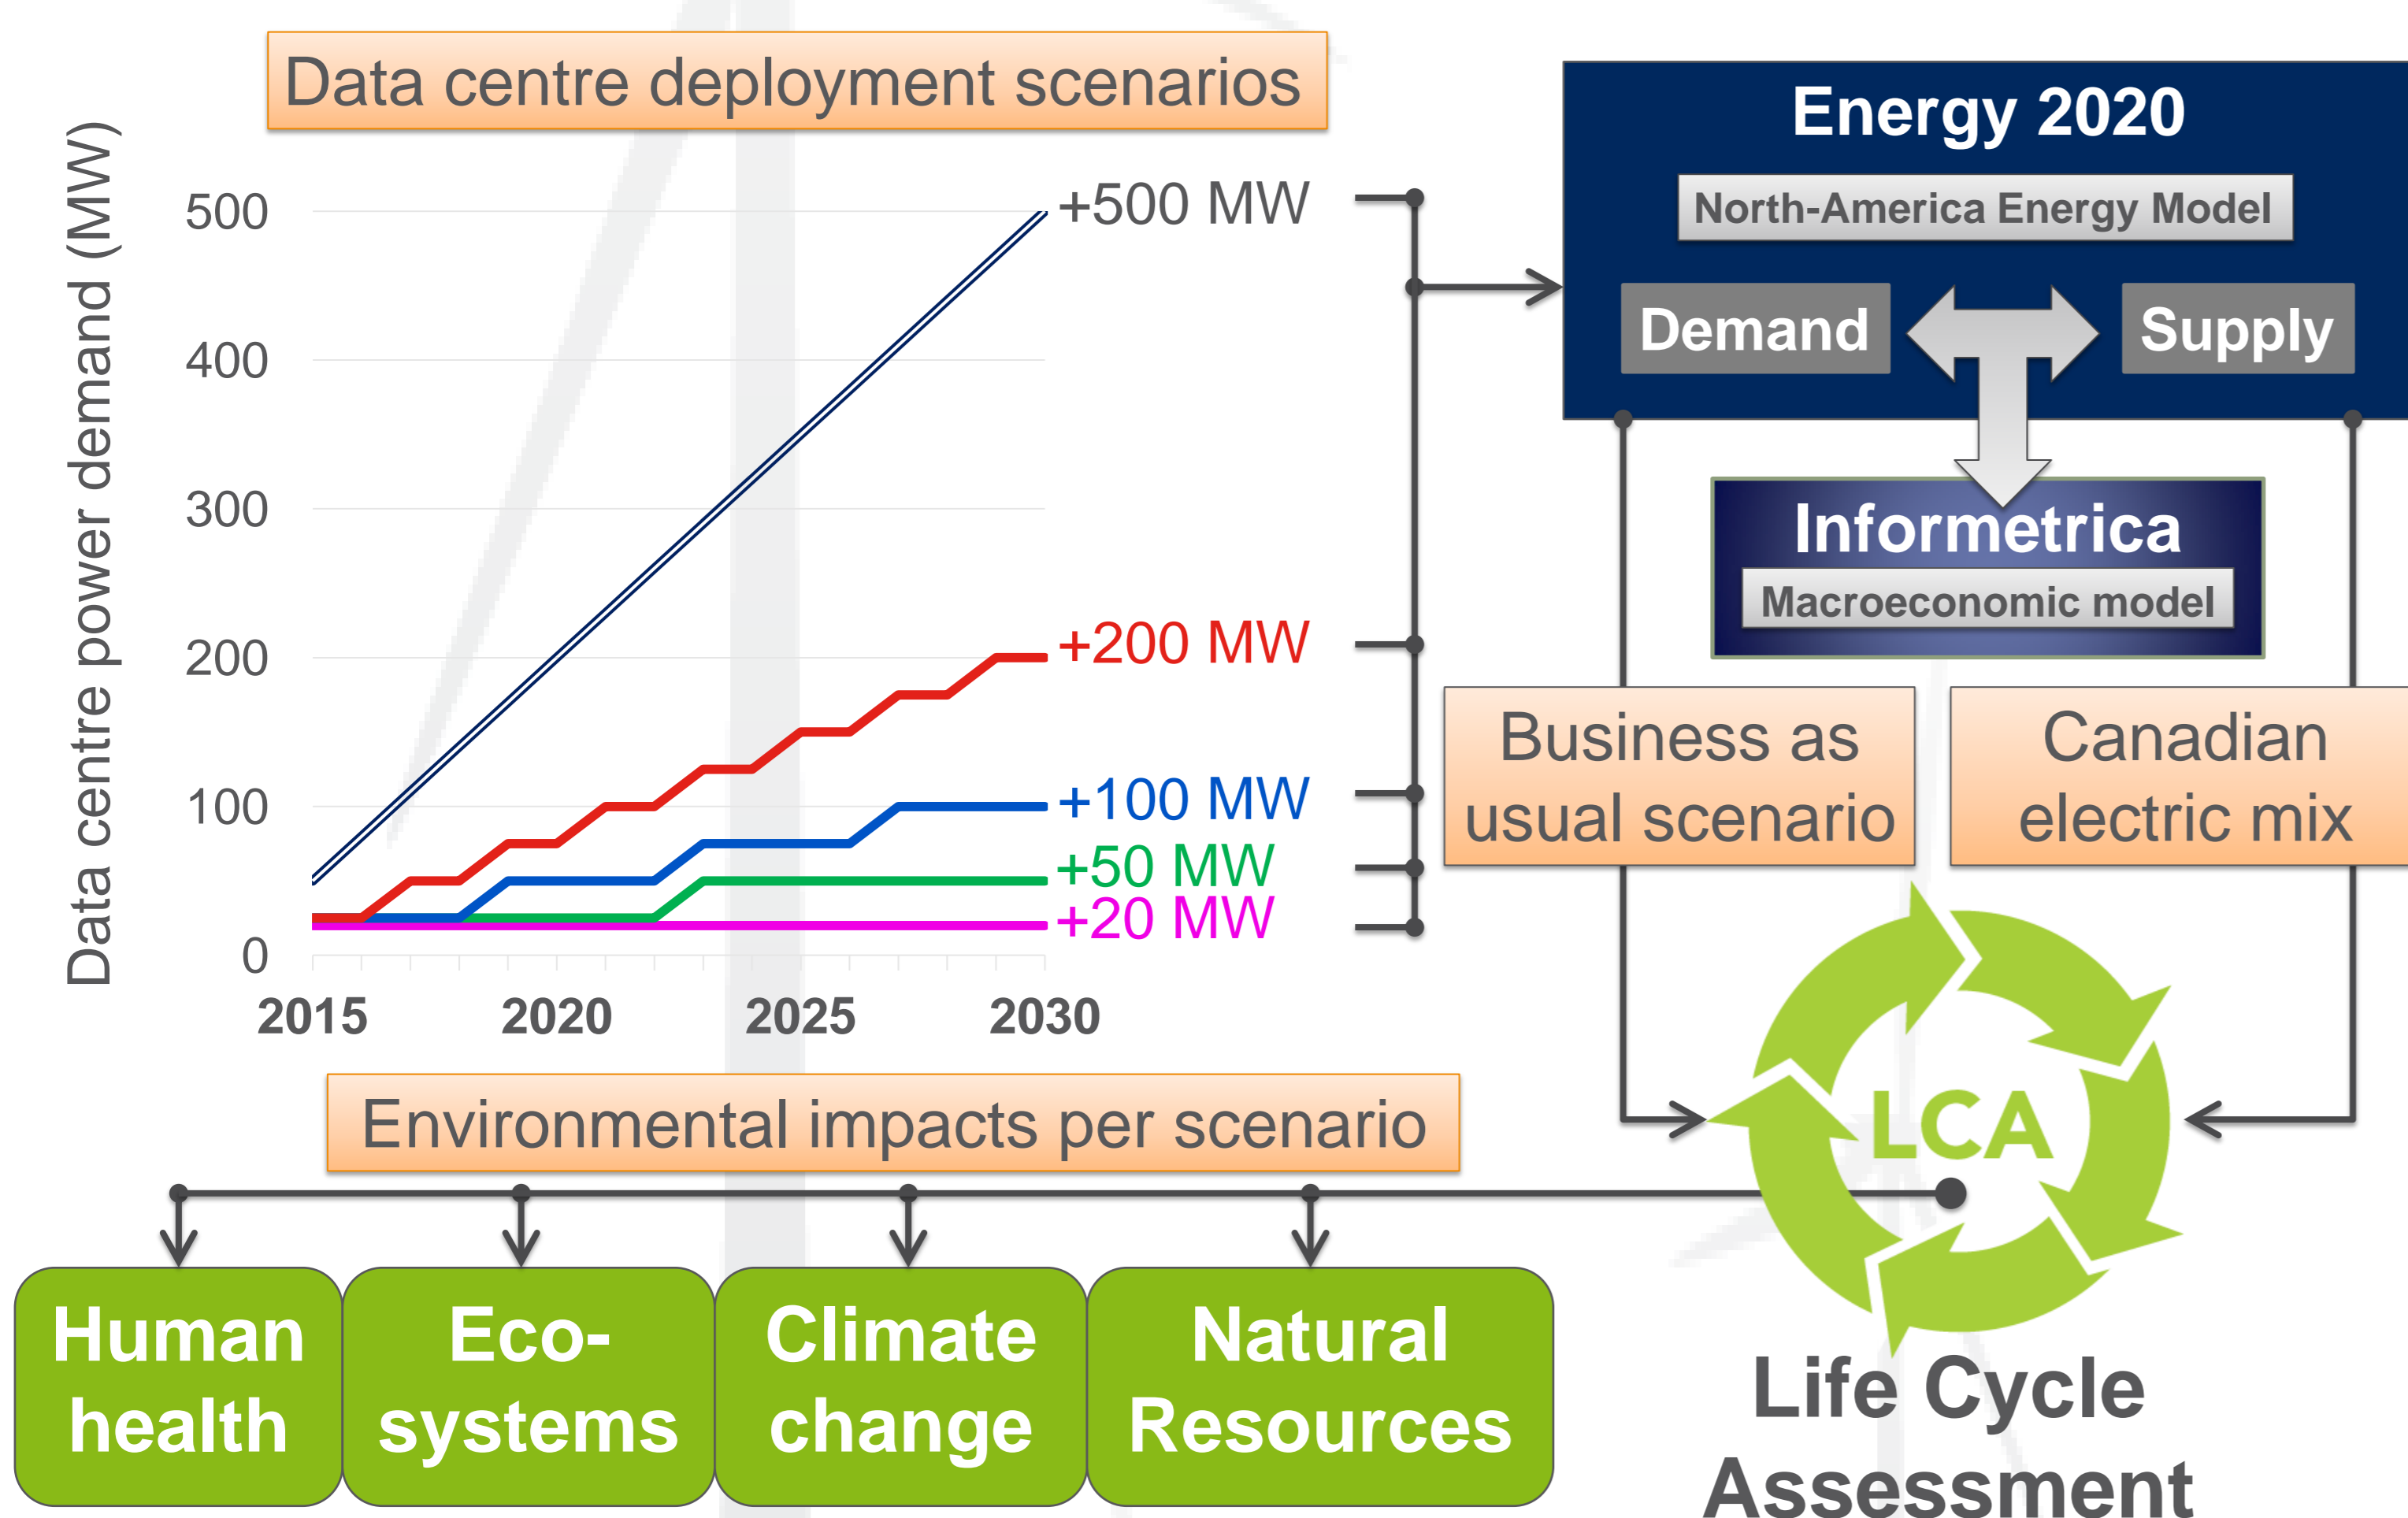 Data centre deployment scenarios
Data centre power demand (MW)
500
400
300
200
100
0
2015
2020
2025
2030
+500 MW
+200 MW
+100 MW
+50 MW
+20 MW
Energy 2020
North-America Energy Model
Demand
Supply
Informetrica
Macroeconomic model
Business as
usual scenario
Canadian
electric mix
LCA
Life Cycle
Assessment
Environmental impacts per scenario
Human
health
Eco-
systems
Climate
change
Natural
Resources